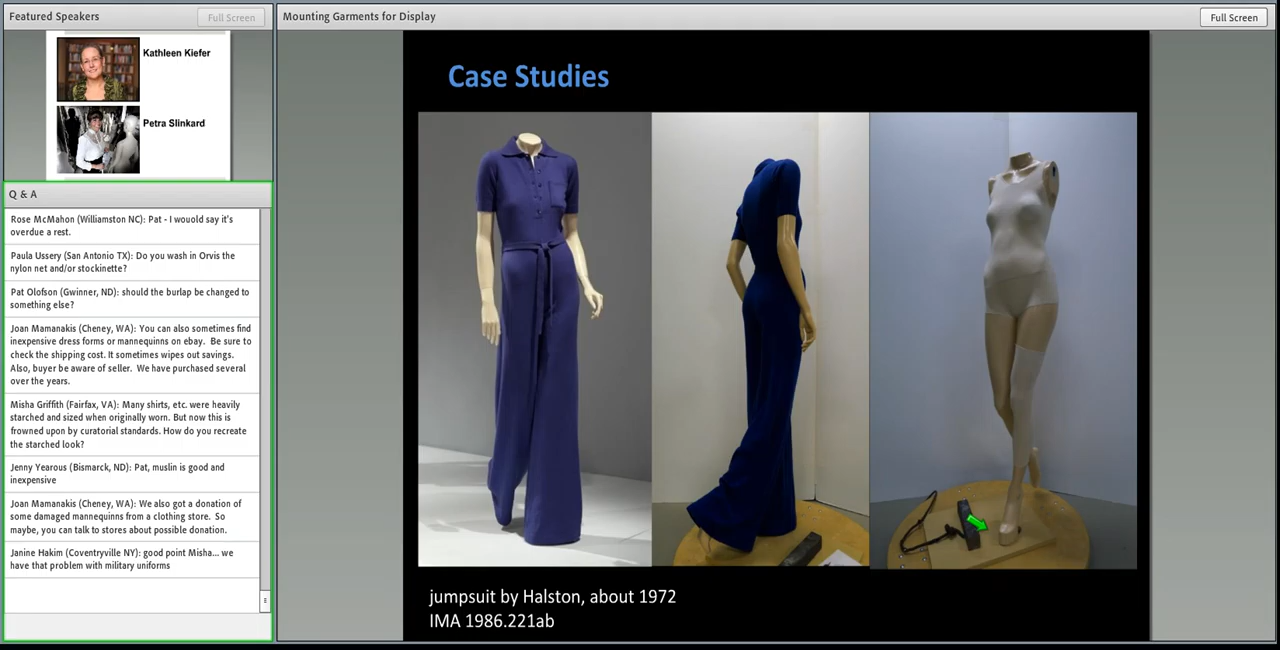 Featured Speakers
Full Screen
Kathleen Kiefer
Petra Slinkard
Q & A
Rose McMahon (Williamston NC): Pat - I wouold say it's
overdue a rest.
Paula Ussery (San Antonio TX): Do you wash in Orvis the
nylon net and/or stockinette?
Pat Olofson (Gwinner, ND): should the burlap be changed to
something else?
Joan Mamanakis (Cheney, WA): You can also sometimes find
inexpensive dress forms or mannequinns on ebay.  Be sure to
check the shipping cost. It sometimes wipes out savings.
Also, buyer be aware of seller.  We have purchased several
over the years.
Misha Griffith (Fairfax, VA): Many shirts, etc. were heavily
starched and sized when originally worn. But now this is
frowned upon by curatorial standards. How do you recreate
the starched look?
Jenny Yearous (Bismarck, ND): Pat, muslin is good and
inexpensive
Joan Mamanakis (Cheney, WA): We also got a donation of
some damaged mannequinns from a clothing store.  So
maybe, you can talk to stores about possible donation.
Janine Hakim (Coventryville NY): good point Misha... we
have that problem with military uniforms
Mounting Garments for Display
Full Screen
Case Studies
jumpsuit by Halston, about 1972
IMA 1986.221ab